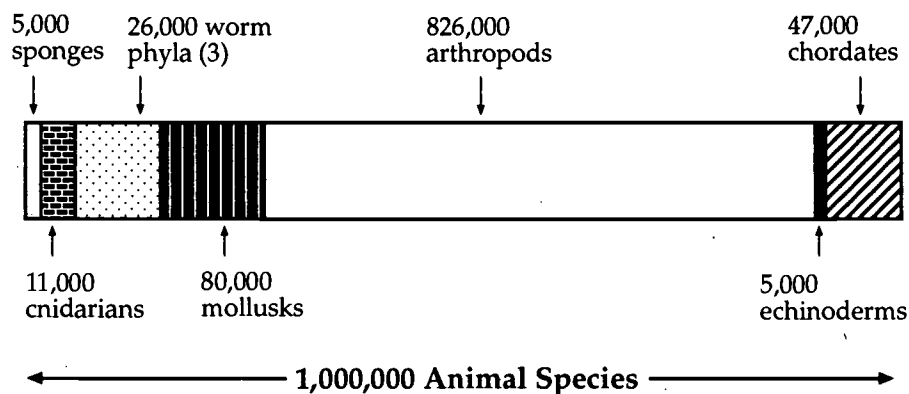 5,000
sponges
26,000 worm
phyla (3)
826,000
arthropods
47,000
chordates
11,000
cnidarians
80,000
mollusks
5,000
echinoderms
1,000,000 Animal Species